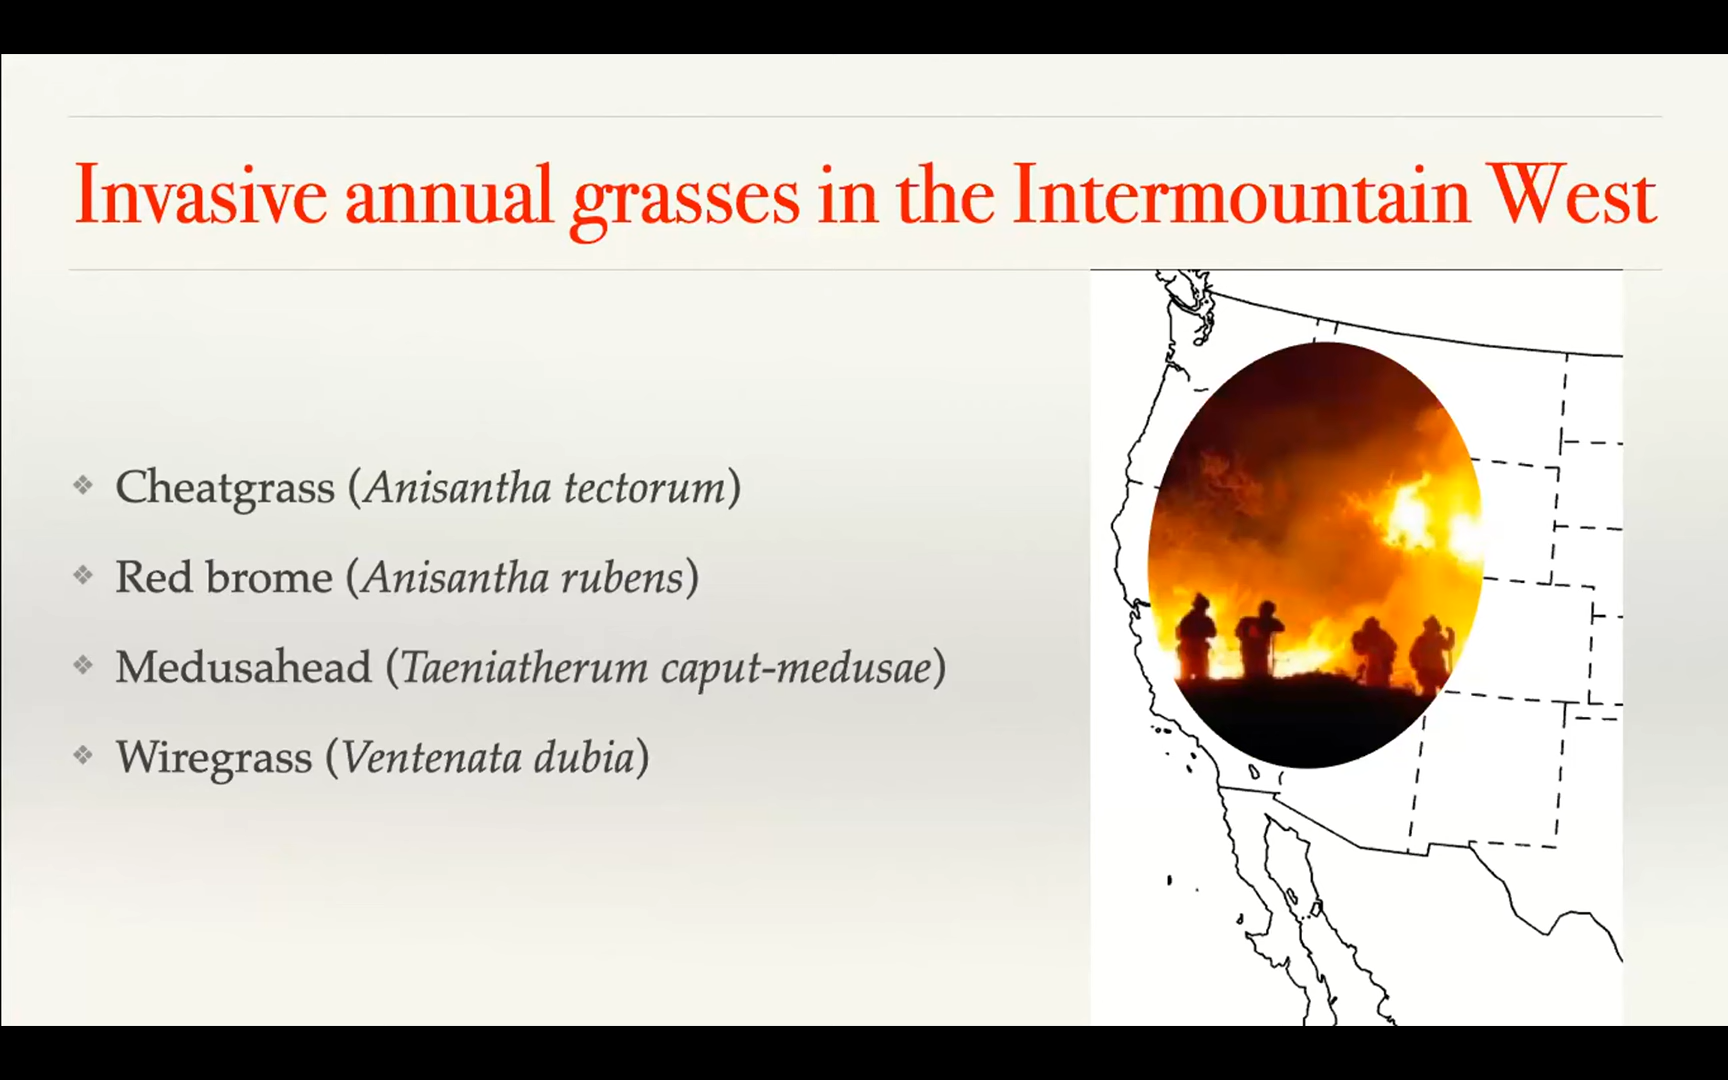 Invasive annual grasses in the Intermountain West
Cheatgrass (Anisantha tectorum)
Red brome (Anisantha rubens)
Medusahead (Taeniatherum caput-medusae)
Wiregrass (Ventenata dubia)